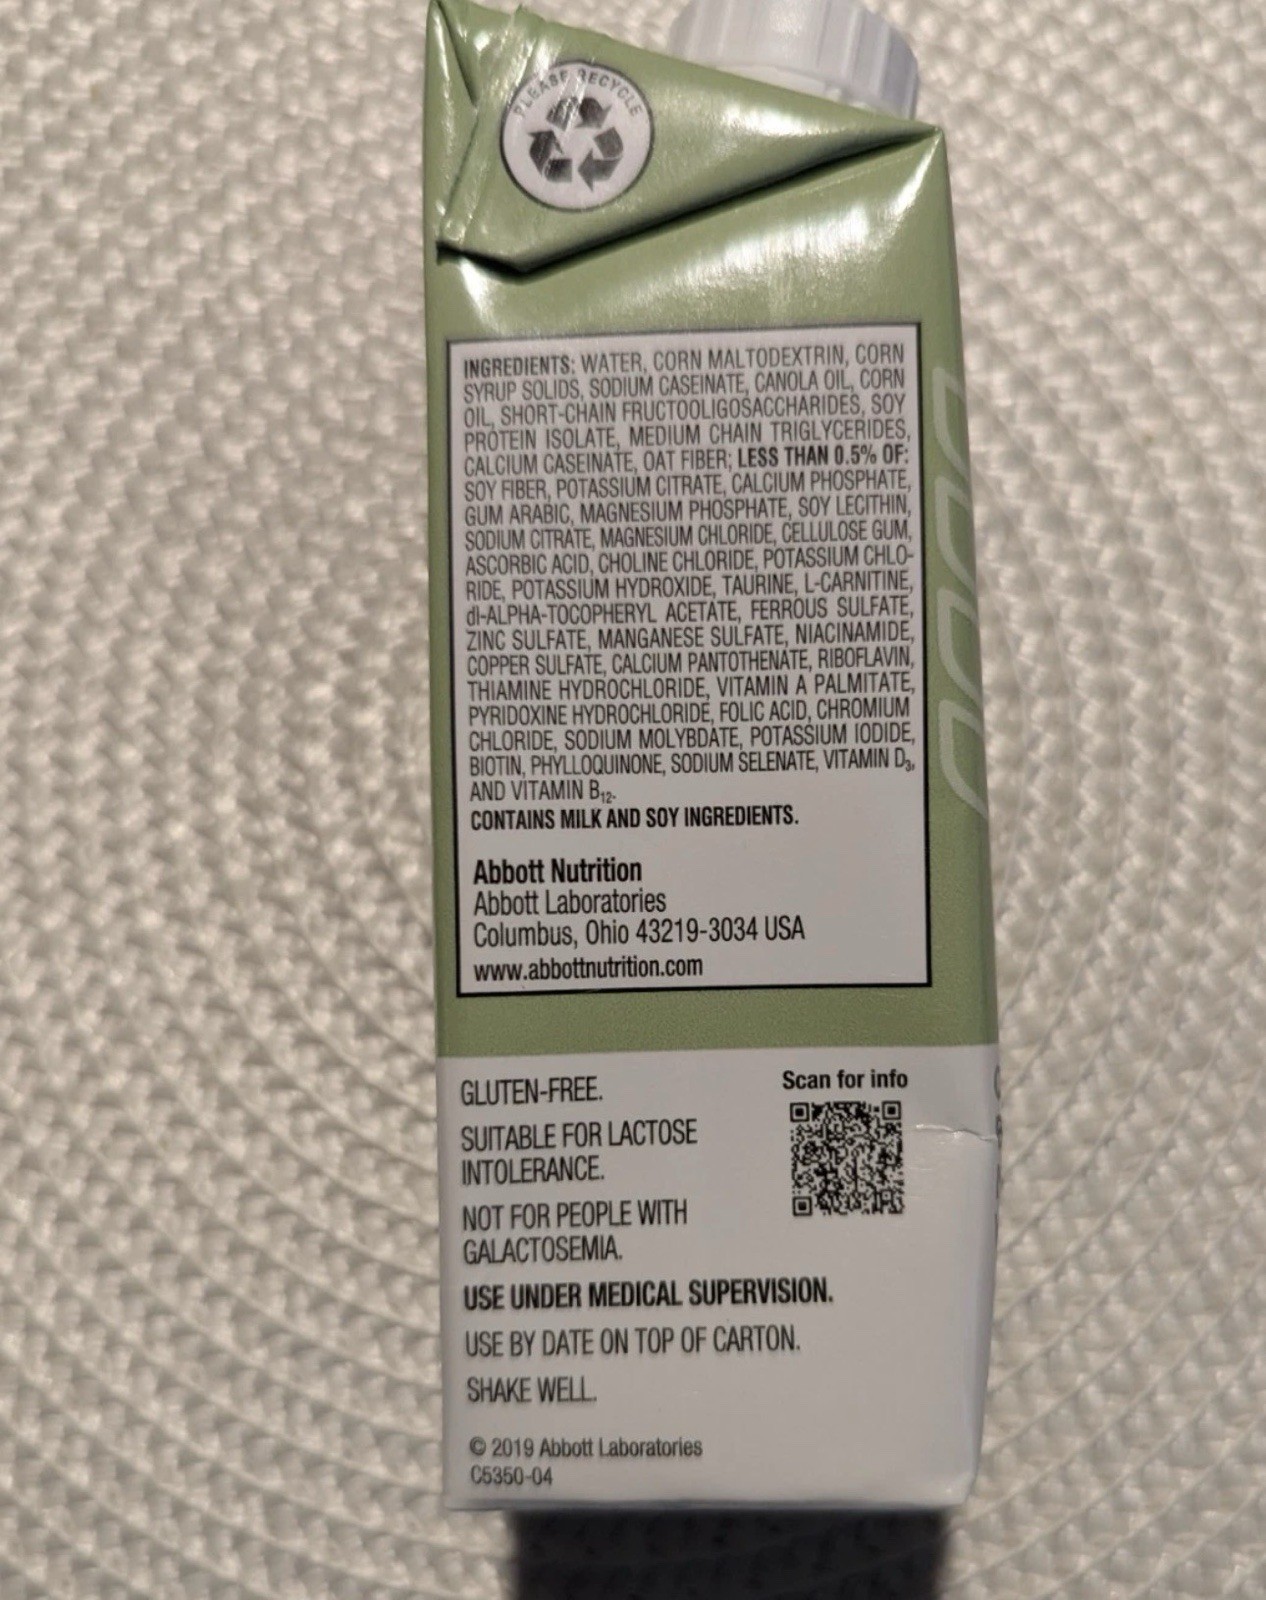 PLEASE RECYCLE
INGREDIENTS: WATER, CORN MALTODEXTRIN, CORN
SYRUP SOLIDS, SODIUM CASEINATE, CANOLA OIL, CORN
OIL, SHORT-CHAIN FRUCTOOLIGOSACCHARIDES, SOY
PROTEIN ISOLATE, MEDIUM CHAIN TRIGLYCERIDES,
CALCIUM CASEINATE, OAT FIBER; LESS THAN 0.5% OF:
SOY FIBER, POTASSIUM CITRATE, CALCIUM PHOSPHATE,
GUM ARABIC, MAGNESIUM PHOSPHATE, SOY LECITHIN,
SODIUM CITRATE, MAGNESIUM CHLORIDE, CELLULOSE GUM,
ASCORBIC ACID, CHOLINE CHLORIDE, POTASSIUM CHLO-
RIDE, POTASSIUM HYDROXIDE, TAURINE, L-CARNITINE,
dl-ALPHA-TOCOPHERYL ACETATE, FERROUS SULFATE,
ZINC SULFATE, MANGANESE SULFATE, NIACINAMIDE,
COPPER SULFATE, CALCIUM PANTOTHENATE, RIBOFLAVIN,
THIAMINE HYDROCHLORIDE, VITAMIN A PALMITATE,
PYRIDOXINE HYDROCHLORIDE, FOLIC ACID, CHROMIUM
CHLORIDE, SODIUM MOLYBDATE, POTASSIUM IODIDE,
BIOTIN, PHYLLOQUINONE, SODIUM SELENATE, VITAMIN D3,
AND VITAMIN B12.
CONTAINS MILK AND SOY INGREDIENTS.
Abbott Nutrition
Abbott Laboratories
Columbus, Ohio 43219-3034 USA
www.abbottnutrition.com
GLUTEN-FREE.
Scan for info
SUITABLE FOR LACTOSE
INTOLERANCE.
NOT FOR PEOPLE WITH
GALACTOSEMIA.
USE UNDER MEDICAL SUPERVISION.
USE BY DATE ON TOP OF CARTON.
SHAKE WELL.
© 2019 Abbott Laboratories
C5350-04